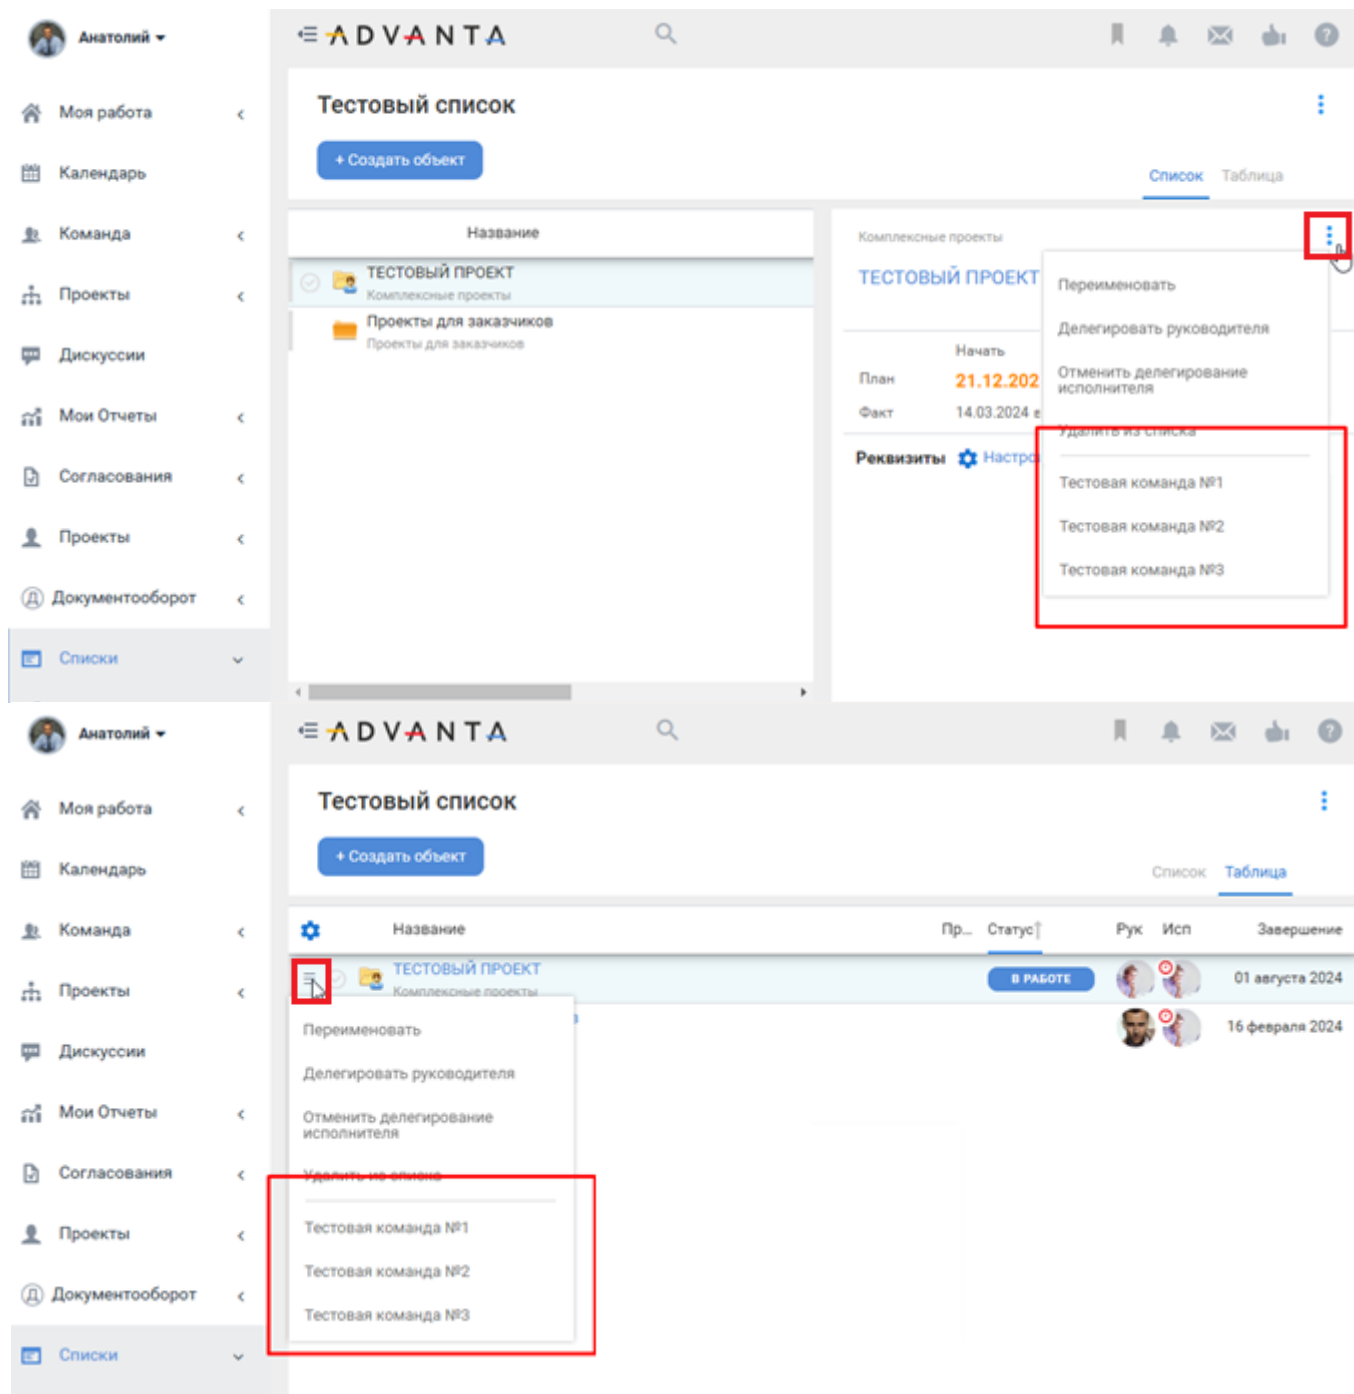 Анатолий
ADVANTA
Моя работа
Календарь
Команда
Проекты
Дискуссии
Мои Отчеты
Согласования
Проекты
Документооборот
Списки
Тестовый список
+ Создать объект
Список Таблица
Название
ТЕСТОВЫЙ ПРОЕКТ
Комплексные проекты
Проекты для заказчиков
Проекты для заказчиков
Комплексные проекты
ТЕСТОВЫЙ ПРОЕКТ
Начать
План 21.12.202
Факт 14.03.2024 в
Реквизиты Настро
Переименовать
Делегировать руководителя
Отменить делегирование
исполнителя
Удалить из списка
Тестовая команда №1
Тестовая команда №2
Тестовая команда №3
Анатолий
ADVANTA
Моя работа
Календарь
Команда
Проекты
Дискуссии
Мои Отчеты
Согласования
Проекты
Документооборот
Списки
Тестовый список
+ Создать объект
Список Таблица
Название Пр... Статус Рук Исп Завершение
ТЕСТОВЫЙ ПРОЕКТ В РАБОТЕ 01 августа 2024
Комплексные проекты
16 февраля 2024
Переименовать
Делегировать руководителя
Отменить делегирование
исполнителя
Удалить из списка
Тестовая команда №1
Тестовая команда №2
Тестовая команда №3